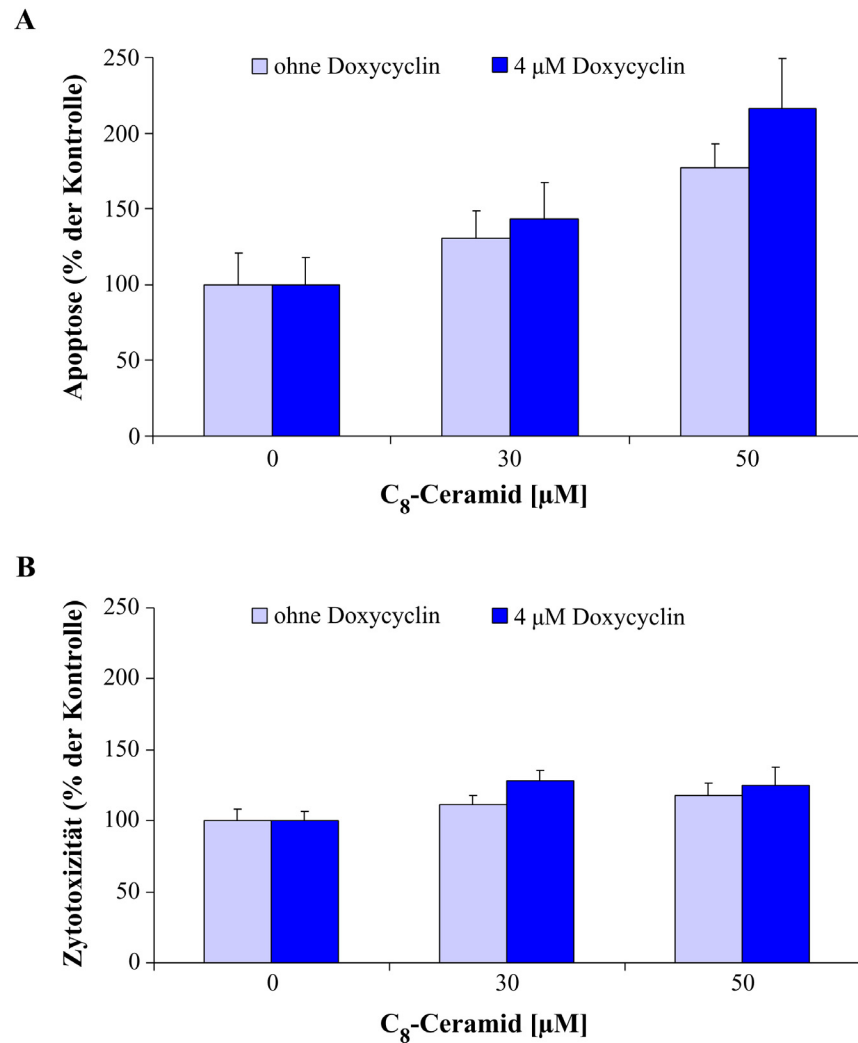 A
250
200
150
100
50
0
Apoptose (% der Kontrolle)
ohne Doxycyclin
4 µM Doxycyclin
0
30
50
C8-Ceramid [µM]
B
250
200
150
100
50
0
Zytotoxizität (% der Kontrolle)
ohne Doxycyclin
4 µM Doxycyclin
0
30
50
C8-Ceramid [µM]